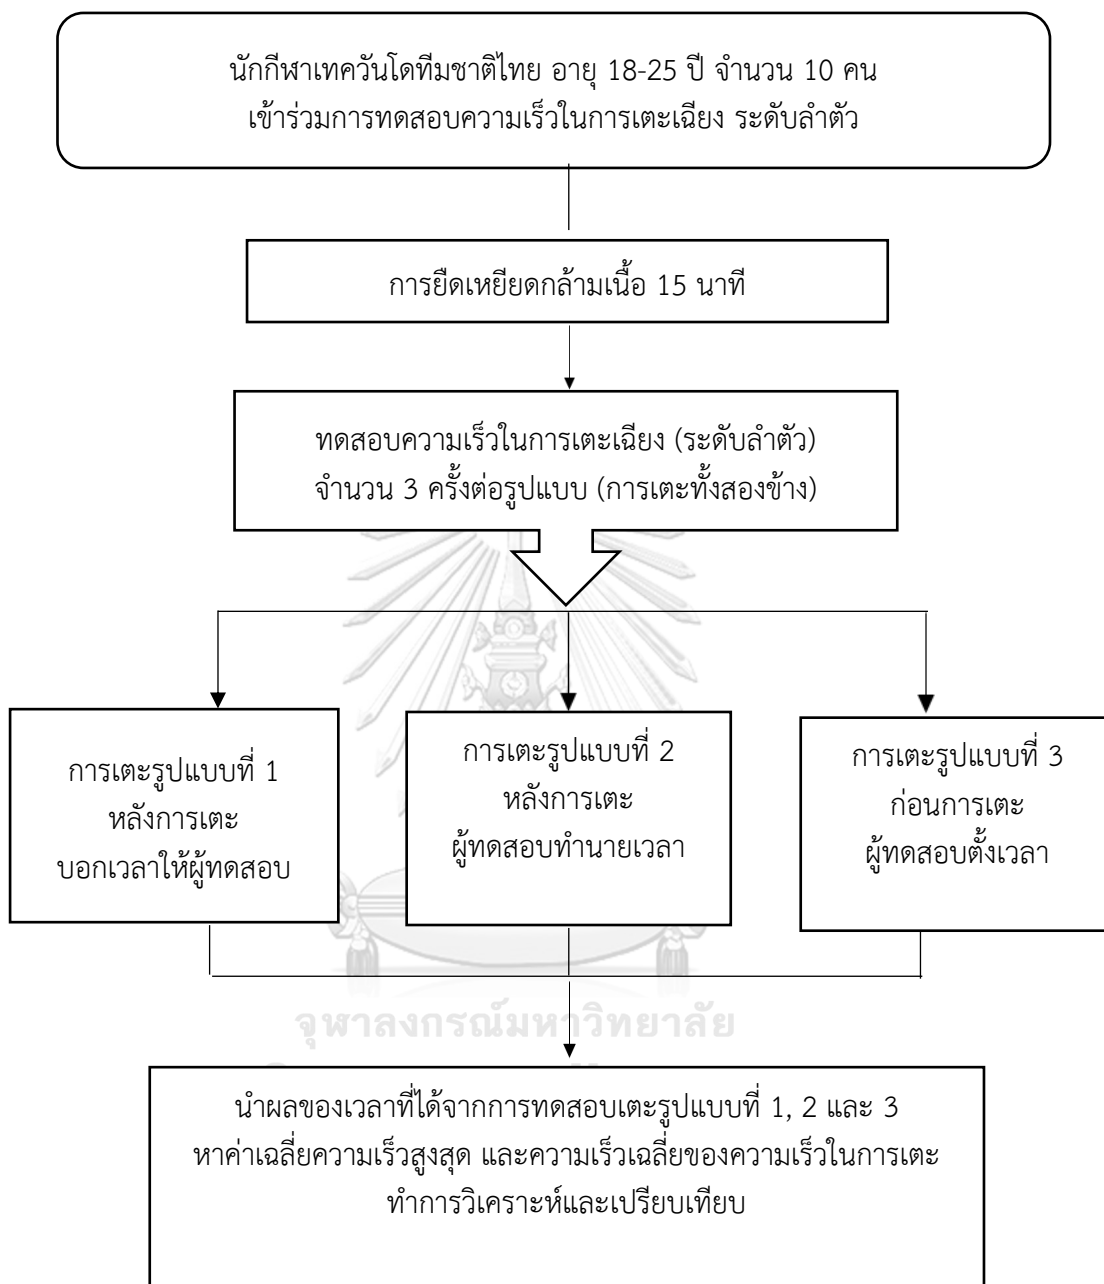 นักกีฬาเทควันโดทีมชาติไทย อายุ 18-25 ปี จำนวน 10 คน
เข้าร่วมการทดสอบความเร็วในการเตะเฉียง ระดับลำตัว
การยืดเหยียดกล้ามเนื้อ 15 นาที
ทดสอบความเร็วในการเตะเฉียง (ระดับลำตัว)
จำนวน 3 ครั้งต่อรูปแบบ (การเตะทั้งสองข้าง)
การเตะรูปแบบที่ 1
หลังการเตะ
บอกเวลาให้ผู้ทดสอบ
การเตะรูปแบบที่ 2
หลังการเตะ
ผู้ทดสอบทำนายเวลา
การเตะรูปแบบที่ 3
ก่อนการเตะ
ผู้ทดสอบตั้งเวลา
จุฬาลงกรณ์มหาวิทยาลัย
นำผลของเวลาที่ได้จากการทดสอบเตะรูปแบบที่ 1, 2 และ 3
หาค่าเฉลี่ยความเร็วสูงสุด และความเร็วเฉลี่ยของความเร็วในการเตะ
ทำการวิเคราะห์และเปรียบเทียบ